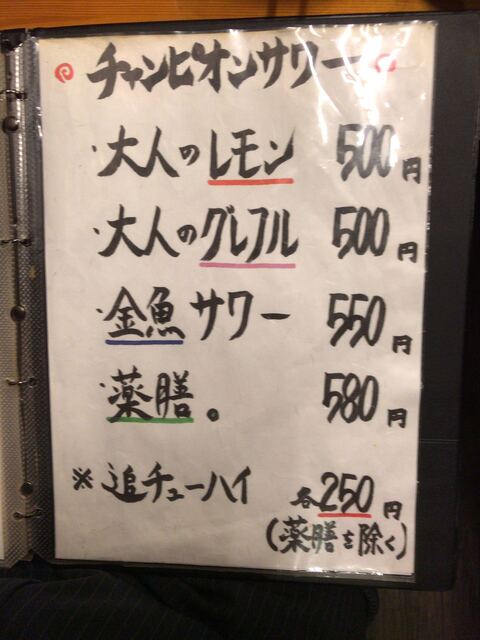 チャンピオンサワー
・大人のレモン 500円
・大人のグレフル 500円
・金魚サワー 550円
・薬膳。 580円
※追チューハイ 各250円
(薬膳を除く)